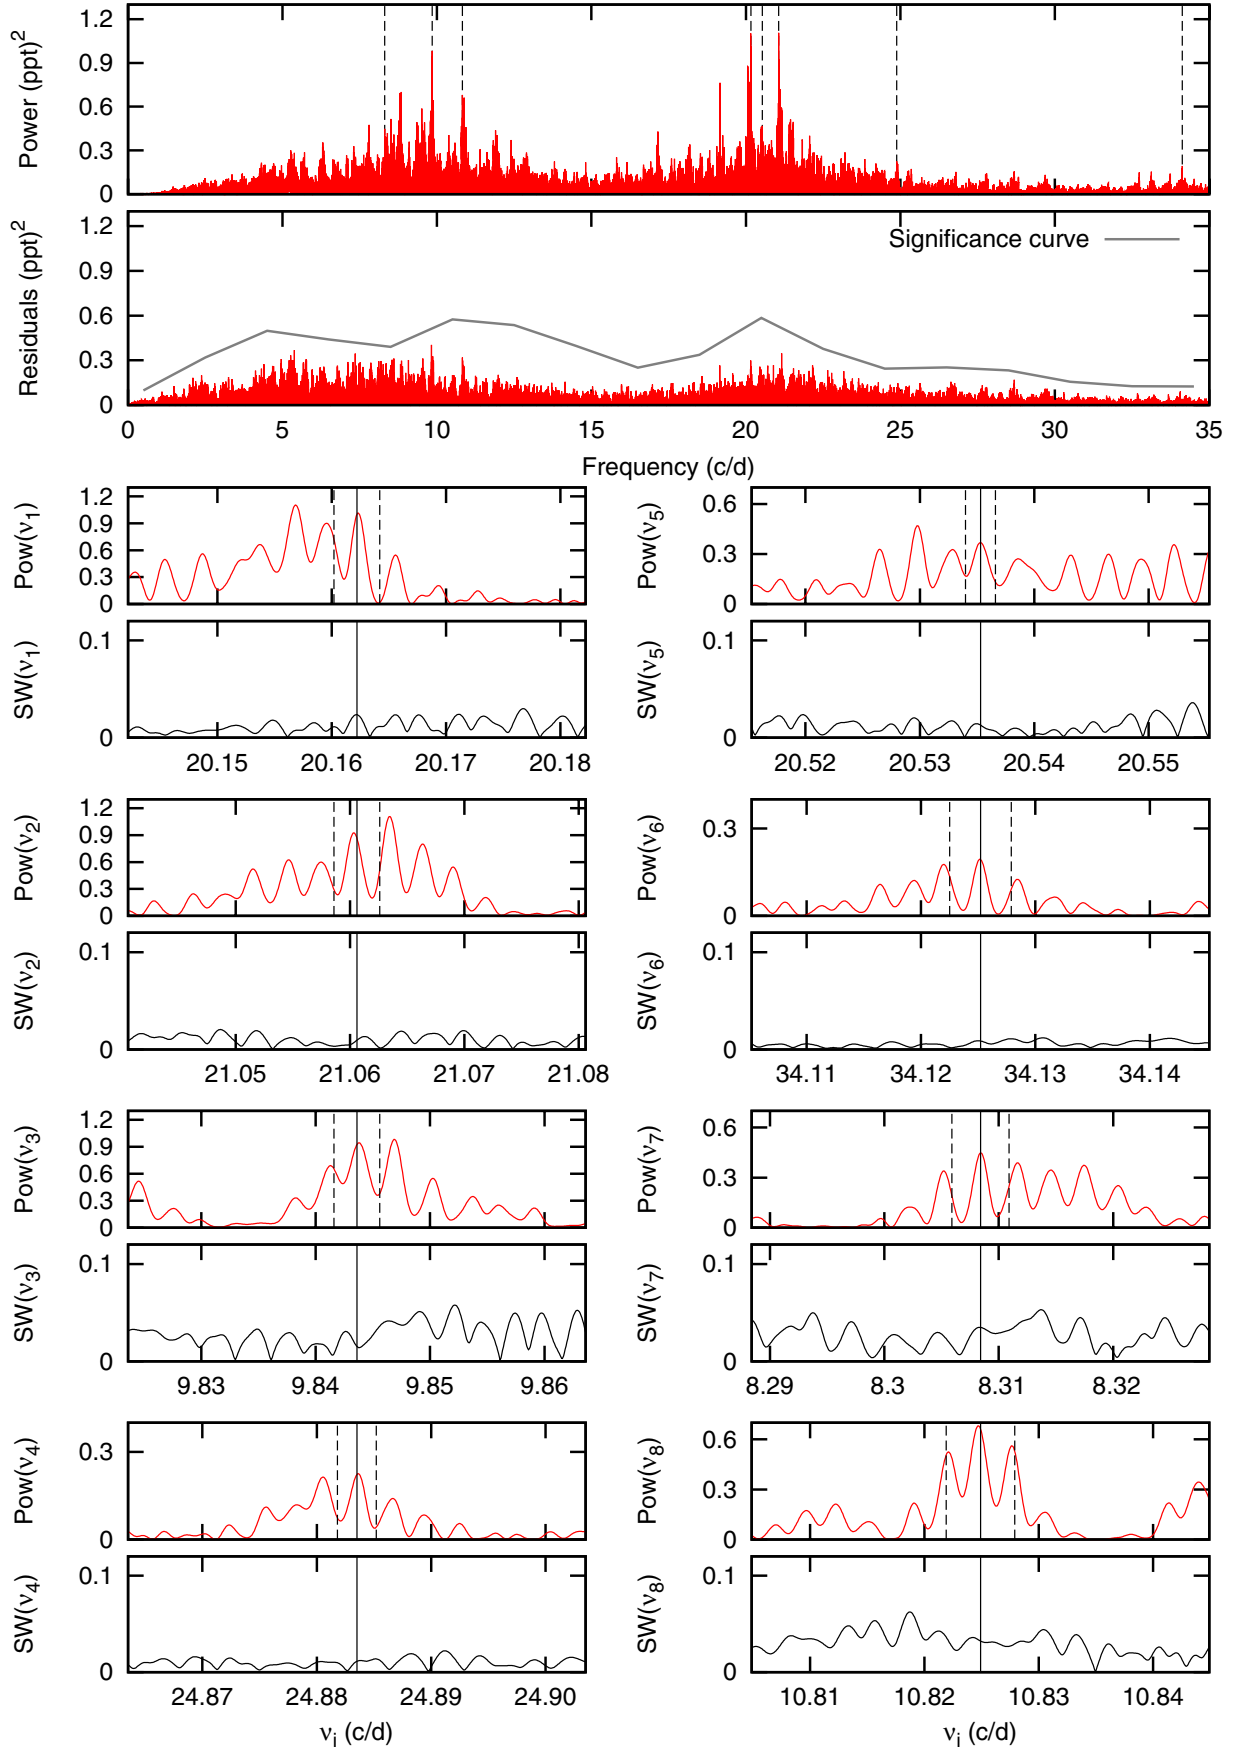 Power (ppt)²
1.2
0.9
0.6
0.3
0
Residuals (ppt)²
1.2
0.9
0.6
0.3
0
Significance curve
0 5 10 15 20 25 30 35
Frequency (c/d)
Pow(ν₁)
1.2
0.9
0.6
0.3
0
SW(ν₁)
0.1
0
20.15 20.16 20.17 20.18
Pow(ν₅)
0.6
0.3
0
SW(ν₅)
0.1
0
20.52 20.53 20.54 20.55
Pow(ν₂)
1.2
0.9
0.6
0.3
0
SW(ν₂)
0.1
0
21.05 21.06 21.07 21.08
Pow(ν₆)
0.3
0
SW(ν₆)
0.1
0
34.11 34.12 34.13 34.14
Pow(ν₃)
1.2
0.9
0.6
0.3
0
SW(ν₃)
0.1
0
9.83 9.84 9.85 9.86
Pow(ν₇)
0.6
0.3
0
SW(ν₇)
0.1
0
8.29 8.3 8.31 8.32
Pow(ν₄)
0.3
0
SW(ν₄)
0.1
0
24.87 24.88 24.89 24.90
νᵢ (c/d)
Pow(ν₈)
0.6
0.3
0
SW(ν₈)
0.1
0
10.81 10.82 10.83 10.84
νᵢ (c/d)